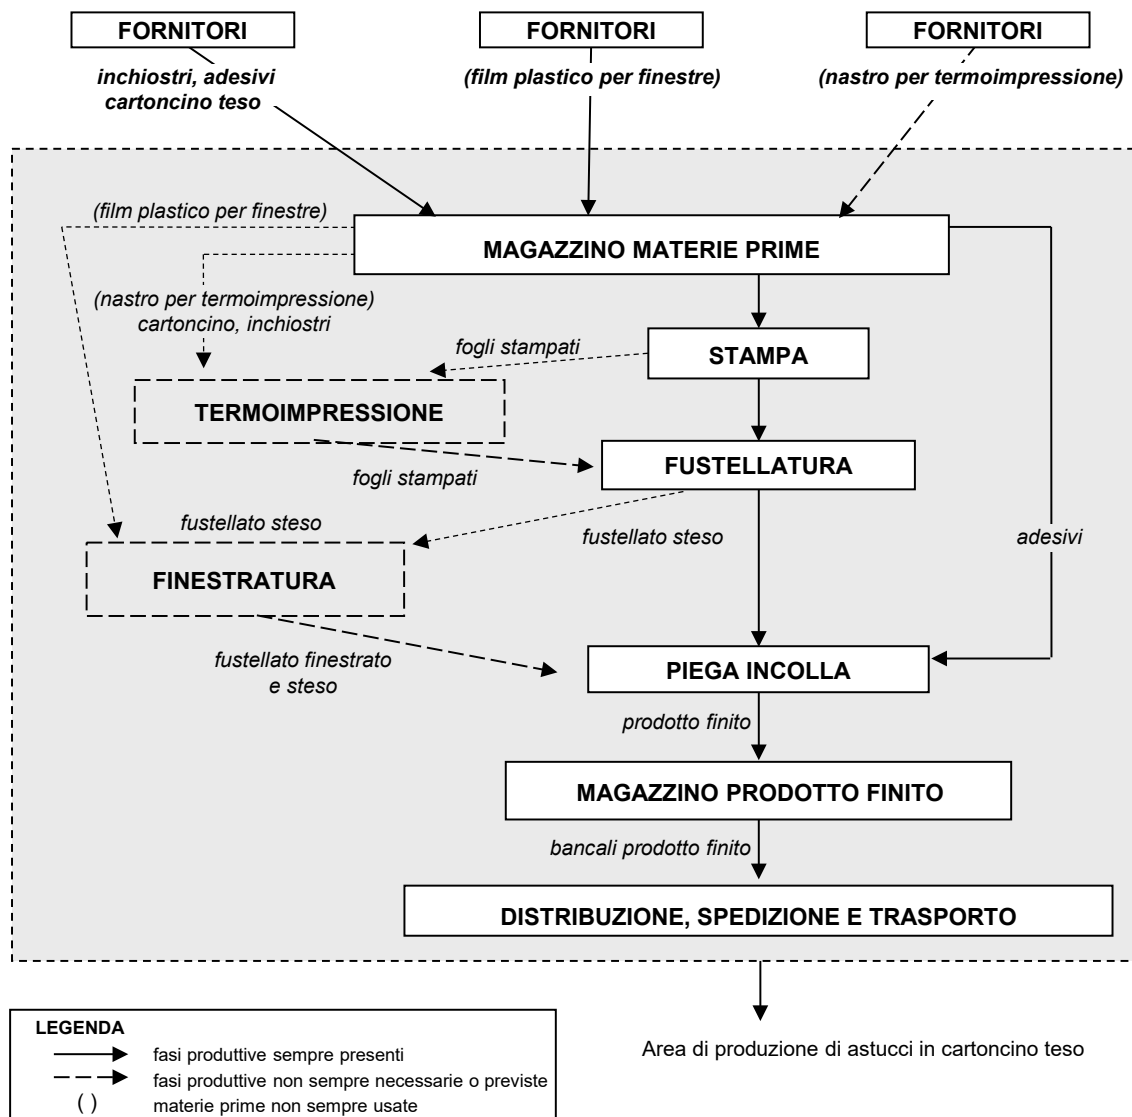 FORNITORI
FORNITORI
FORNITORI
inchiostri, adesivi
cartoncino teso
(film plastico per finestre)
(nastro per termoimpressione)
(film plastico per finestre)
MAGAZZINO MATERIE PRIME
(nastro per termoimpressione)
cartoncino, inchiostri
fogli stampati
STAMPA
TERMOIMPRESSIONE
fogli stampati
FUSTELLATURA
fustellato steso
fustellato steso
adesivi
FINESTRATURA
fustellato finestrato
e steso
PIEGA INCOLLA
prodotto finito
MAGAZZINO PRODOTTO FINITO
bancali prodotto finito
DISTRIBUZIONE, SPEDIZIONE E TRASPORTO
LEGENDA
fasi produttive sempre presenti
fasi produttive non sempre necessarie o previste
( ) materie prime non sempre usate
Area di produzione di astucci in cartoncino teso